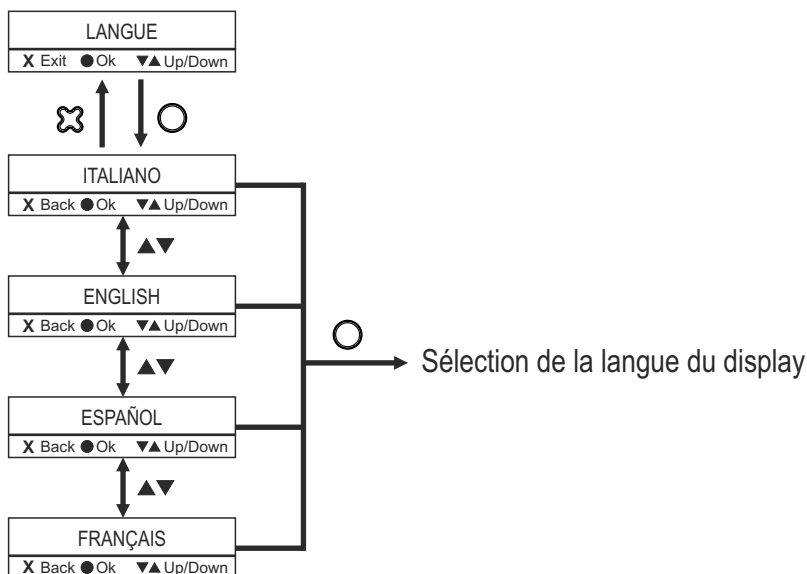 LANGUE
X Exit ●Ok ▼▲Up/Down
ITALIANO
X Back ●Ok ▼▲Up/Down
▲▼
ENGLISH
X Back ●Ok ▼▲Up/Down
▲▼
Sélection de la langue du display
ESPAÑOL
X Back ●Ok ▼▲Up/Down
▲▼
FRANÇAIS
X Back ●Ok ▼▲Up/Down